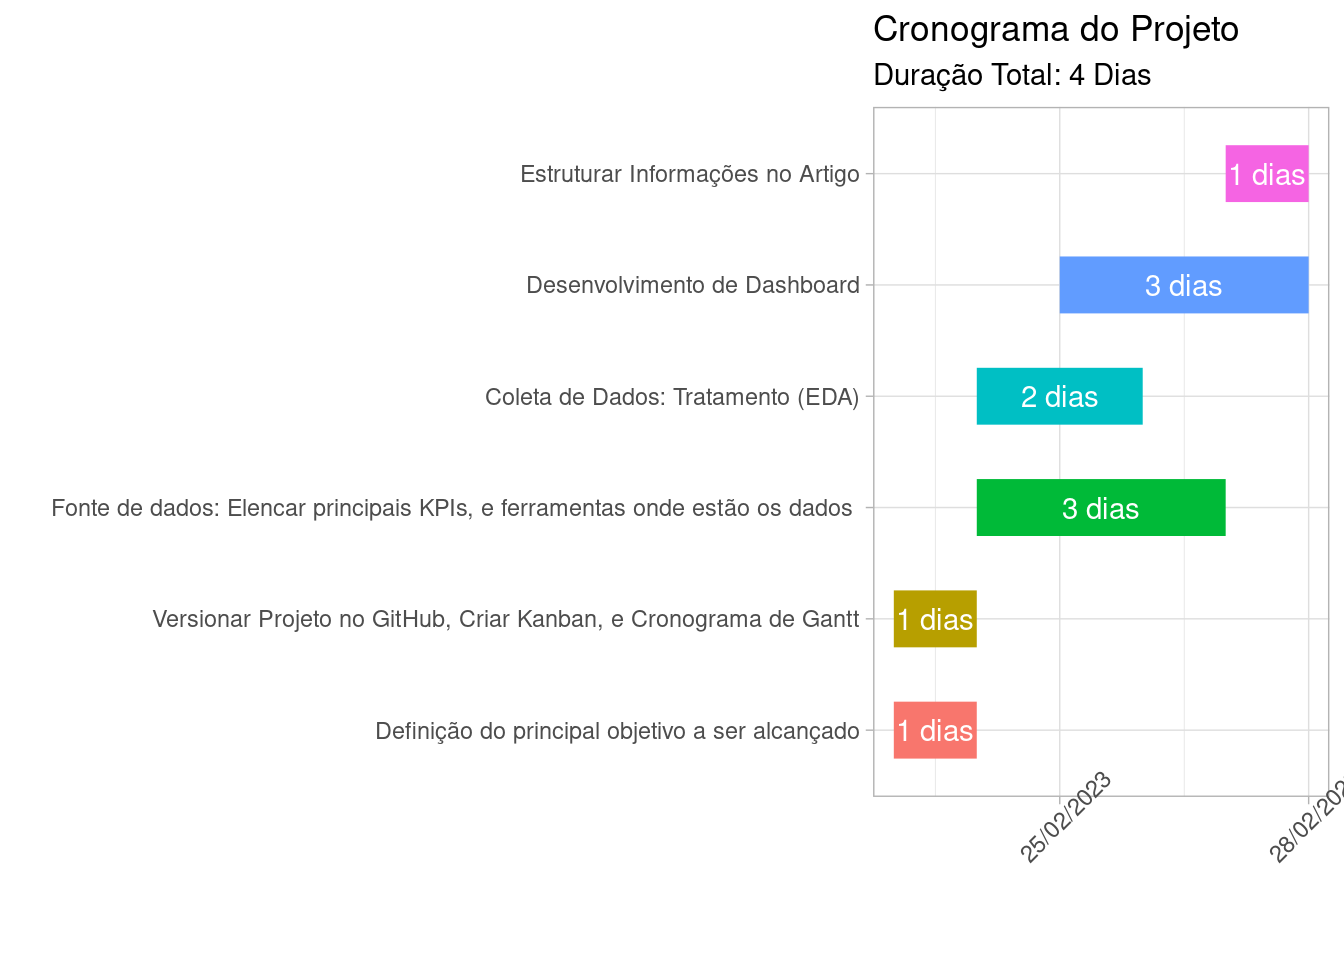 Cronograma do Projeto
Duração Total: 4 Dias
Estruturar Informações no Artigo
1 dias
Desenvolvimento de Dashboard
3 dias
Coleta de Dados: Tratamento (EDA)
2 dias
Fonte de dados: Elencar principais KPIs, e ferramentas onde estão os dados
3 dias
Versionar Projeto no GitHub, Criar Kanban, e Cronograma de Gantt
1 dias
Definição do principal objetivo a ser alcançado
1 dias
25/02/2023
28/02/202